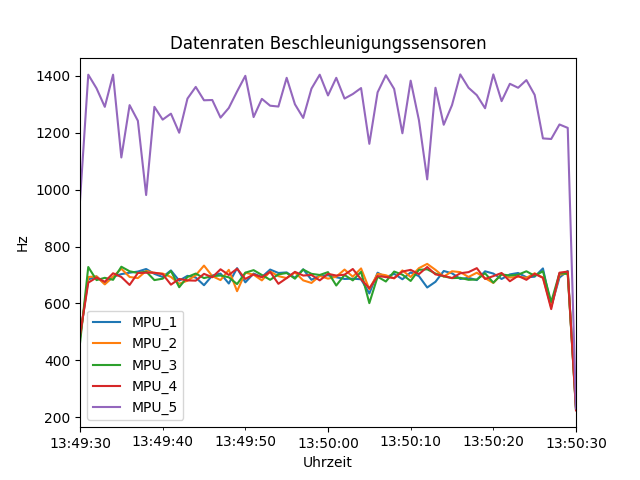 Datenraten Beschleunigungssensoren
1400
1200
1000
800
600
400
200
Hz
MPU_1
MPU_2
MPU_3
MPU_4
MPU_5
13:49:30 13:49:40 13:49:50 13:50:00 13:50:10 13:50:20 13:50:30
Uhrzeit